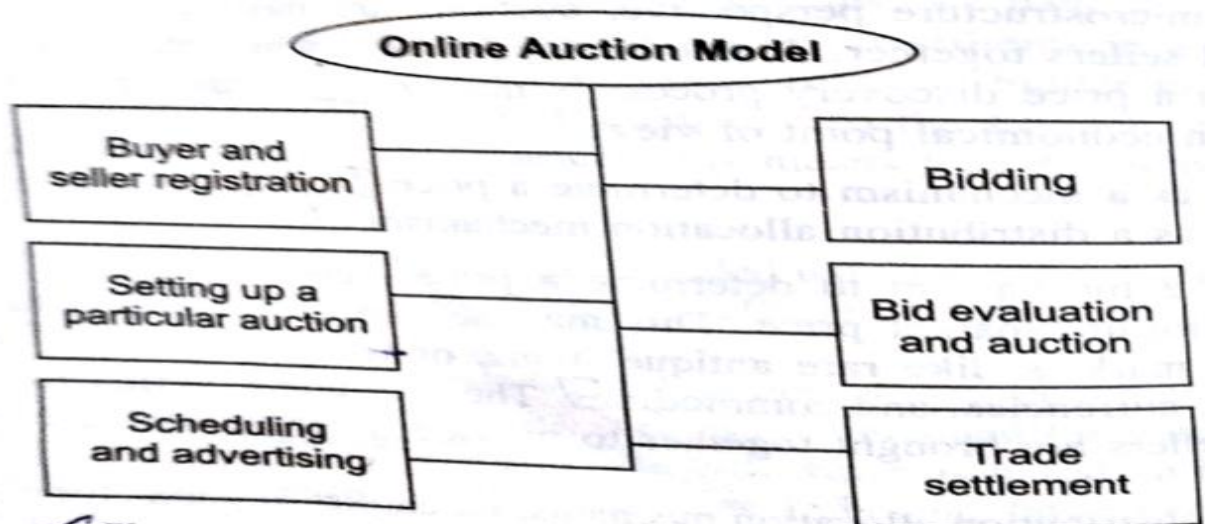 Online Auction Model
Buyer and
seller registration
Setting up a
particular auction
Scheduling
and advertising
Bidding
Bid evaluation
and auction
Trade
settlement